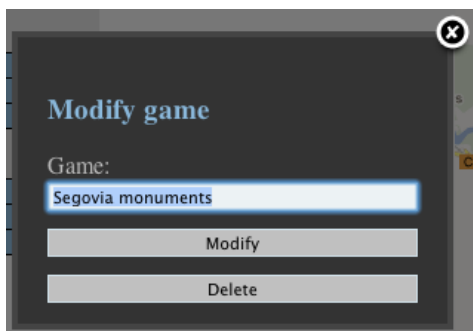 Modify game
Game:
Segovia monuments
Modify
Delete
s
C